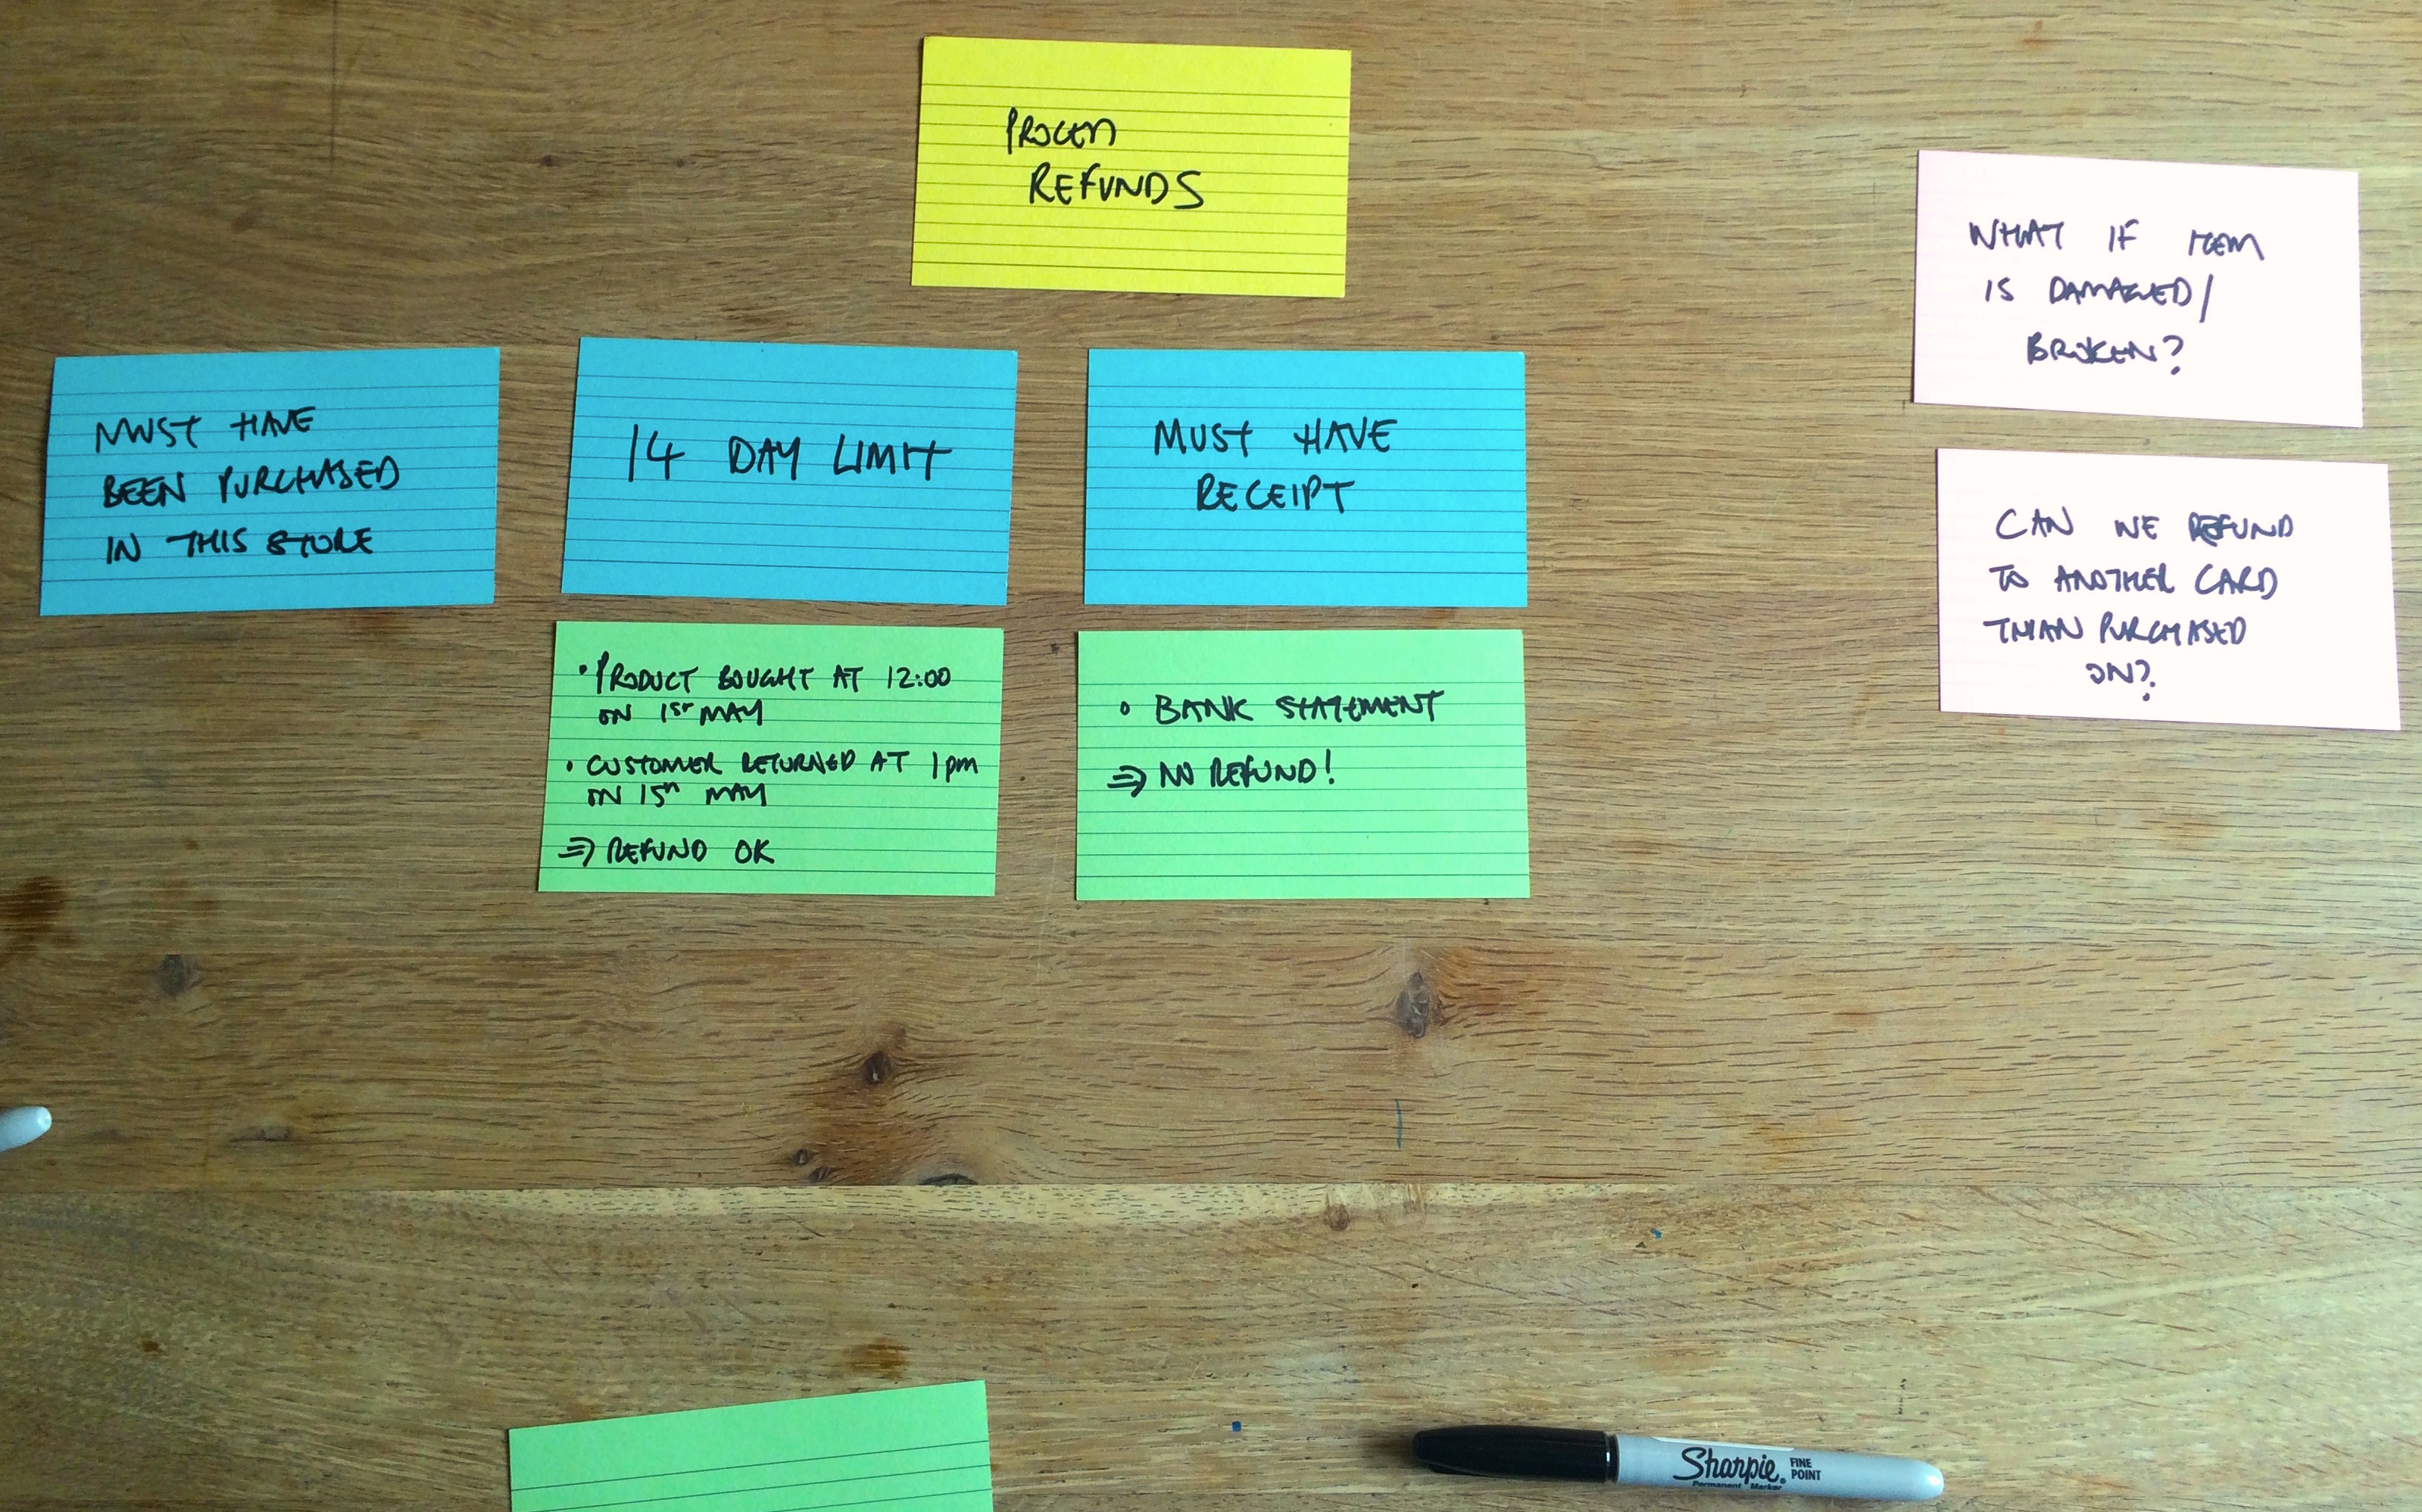 PROCESS
REFUNDS
MUST HAVE
BEEN PURCHASED
IN THIS STORE
14 DAY LIMIT
MUST HAVE
RECEIPT
• PRODUCT BOUGHT AT 12:00
ON 1ST MAY
• CUSTOMER RETURNED AT 1pm
ON 15th MAY
⇒ REFUND OK
• BANK STATEMENT
⇒ NO REFUND!
WHAT IF ITEM
IS DAMAGED/
BROKEN?
CAN WE REFUND
TO ANOTHER CARD
THAN PURCHASED
ON?
Sharpie® FINE
POINT
Permanent Marker